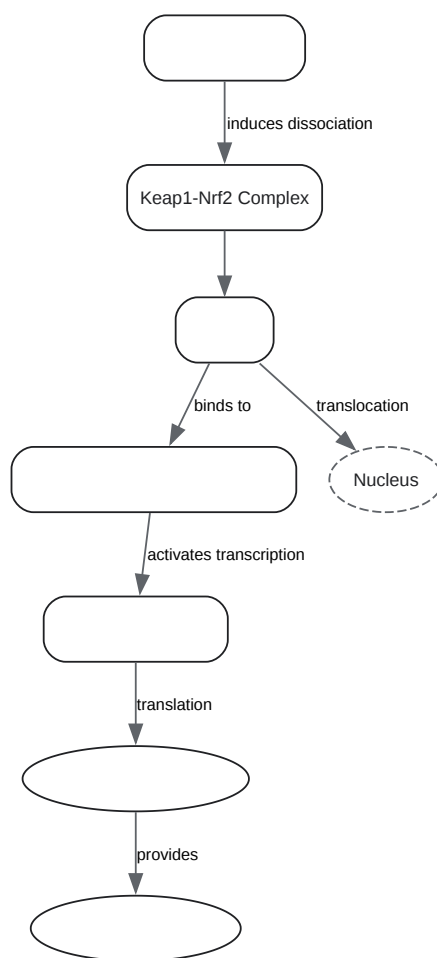 induces dissociation
Keap1-Nrf2 Complex
binds to
translocation
Nucleus
activates transcription
translation
provides